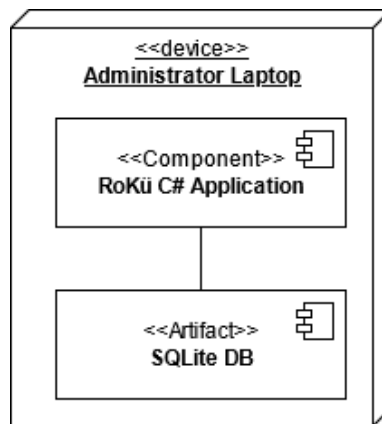 <<device>>
Administrator Laptop
<<Component>>
RoKü C# Application
<<Artifact>>
SQLite DB